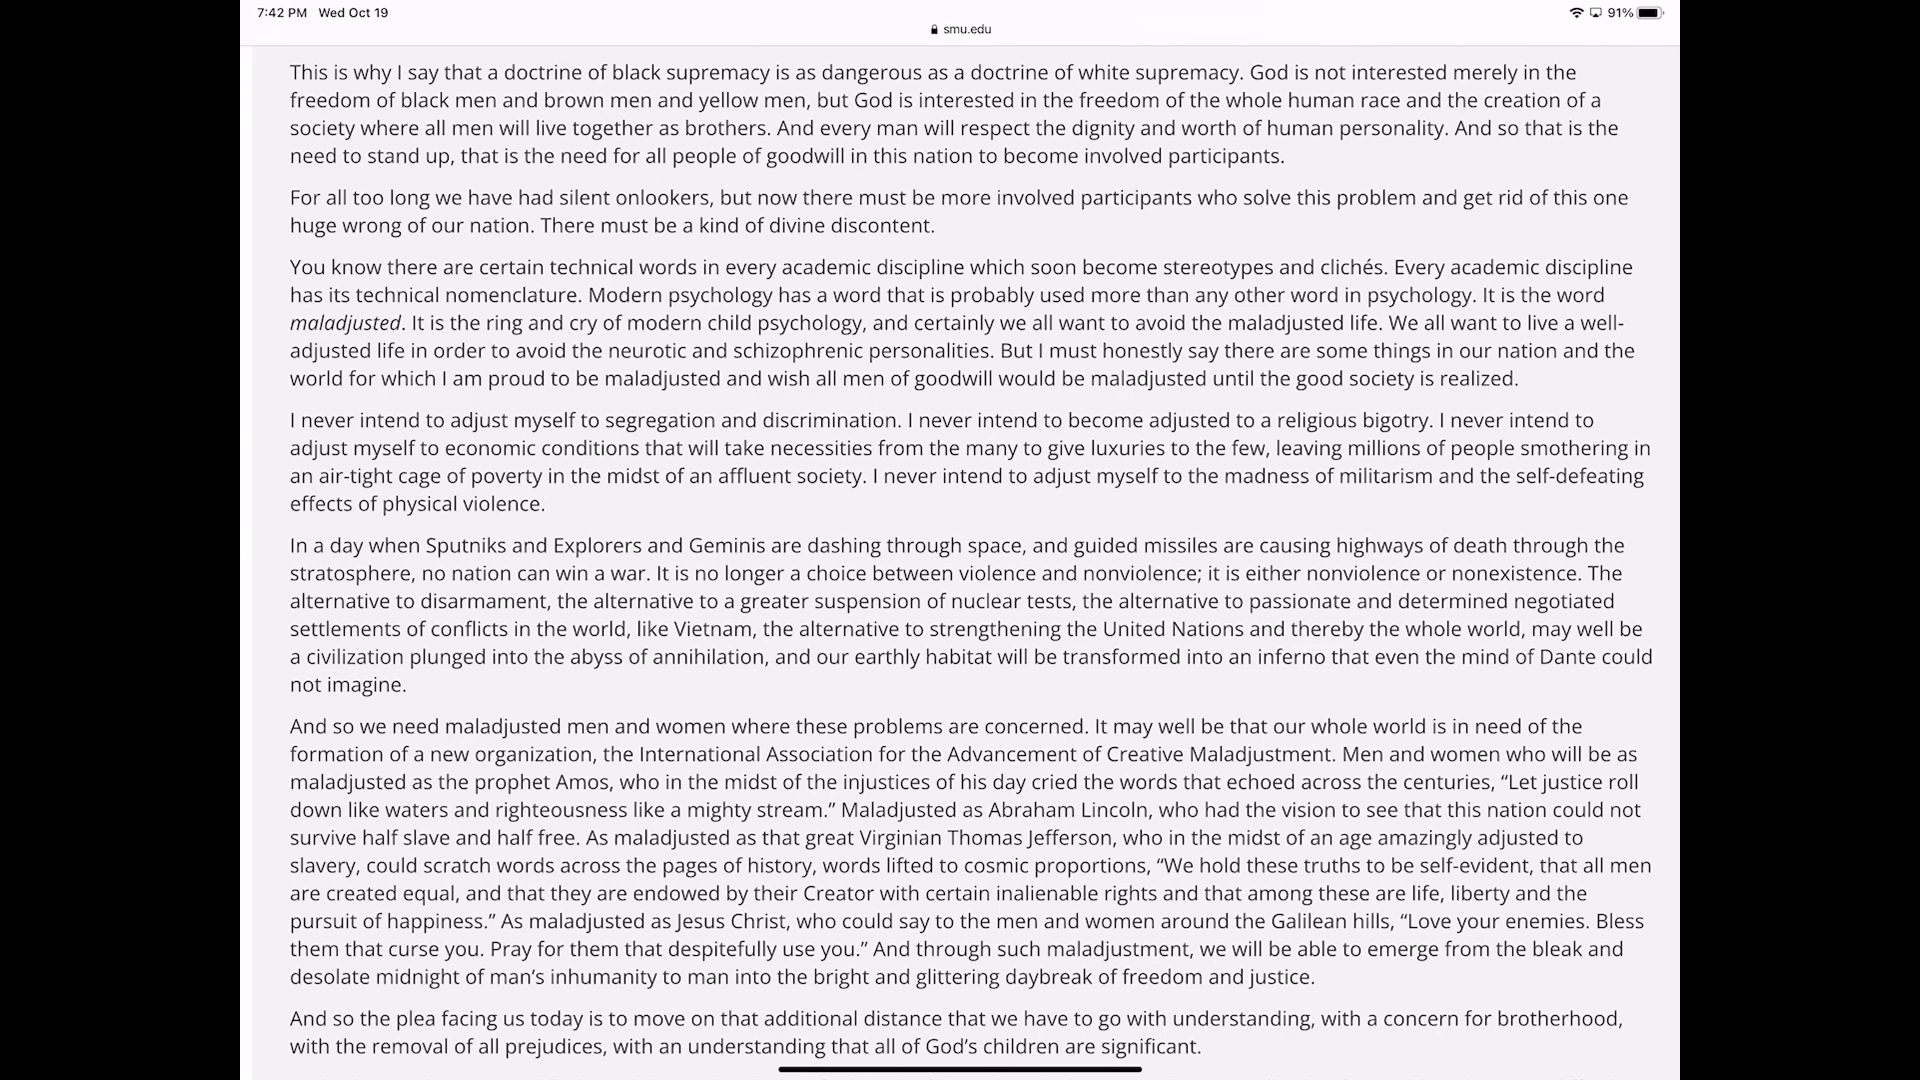 7:42 PM Wed Oct 19
91%
smu.edu
This is why I say that a doctrine of black supremacy is as dangerous as a doctrine of white supremacy. God is not interested merely in the
freedom of black men and brown men and yellow men, but God is interested in the freedom of the whole human race and the creation of a
society where all men will live together as brothers. And every man will respect the dignity and worth of human personality. And so that is the
need to stand up, that is the need for all people of goodwill in this nation to become involved participants.
For all too long we have had silent onlookers, but now there must be more involved participants who solve this problem and get rid of this one
huge wrong of our nation. There must be a kind of divine discontent.
You know there are certain technical words in every academic discipline which soon become stereotypes and clichés. Every academic discipline
has its technical nomenclature. Modern psychology has a word that is probably used more than any other word in psychology. It is the word
maladjusted. It is the ring and cry of modern child psychology, and certainly we all want to avoid the maladjusted life. We all want to live a well-
adjusted life in order to avoid the neurotic and schizophrenic personalities. But I must honestly say there are some things in our nation and the
world for which I am proud to be maladjusted and wish all men of goodwill would be maladjusted until the good society is realized.
I never intend to adjust myself to segregation and discrimination. I never intend to become adjusted to a religious bigotry. I never intend to
adjust myself to economic conditions that will take necessities from the many to give luxuries to the few, leaving millions of people smothering in
an air-tight cage of poverty in the midst of an affluent society. I never intend to adjust myself to the madness of militarism and the self-defeating
effects of physical violence.
In a day when Sputniks and Explorers and Geminis are dashing through space, and guided missiles are causing highways of death through the
stratosphere, no nation can win a war. It is no longer a choice between violence and nonviolence; it is either nonviolence or nonexistence. The
alternative to disarmament, the alternative to a greater suspension of nuclear tests, the alternative to passionate and determined negotiated
settlements of conflicts in the world, like Vietnam, the alternative to strengthening the United Nations and thereby the whole world, may well be
a civilization plunged into the abyss of annihilation, and our earthly habitat will be transformed into an inferno that even the mind of Dante could
not imagine.
And so we need maladjusted men and women where these problems are concerned. It may well be that our whole world is in need of the
formation of a new organization, the International Association for the Advancement of Creative Maladjustment. Men and women who will be as
maladjusted as the prophet Amos, who in the midst of the injustices of his day cried the words that echoed across the centuries, “Let justice roll
down like waters and righteousness like a mighty stream.” Maladjusted as Abraham Lincoln, who had the vision to see that this nation could not
survive half slave and half free. As maladjusted as that great Virginian Thomas Jefferson, who in the midst of an age amazingly adjusted to
slavery, could scratch words across the pages of history, words lifted to cosmic proportions, “We hold these truths to be self-evident, that all men
are created equal, and that they are endowed by their Creator with certain inalienable rights and that among these are life, liberty and the
pursuit of happiness.” As maladjusted as Jesus Christ, who could say to the men and women around the Galilean hills, “Love your enemies. Bless
them that curse you. Pray for them that despitefully use you.” And through such maladjustment, we will be able to emerge from the bleak and
desolate midnight of man’s inhumanity to man into the bright and glittering daybreak of freedom and justice.
And so the plea facing us today is to move on that additional distance that we have to go with understanding, with a concern for brotherhood,
with the removal of all prejudices, with an understanding that all of God’s children are significant.